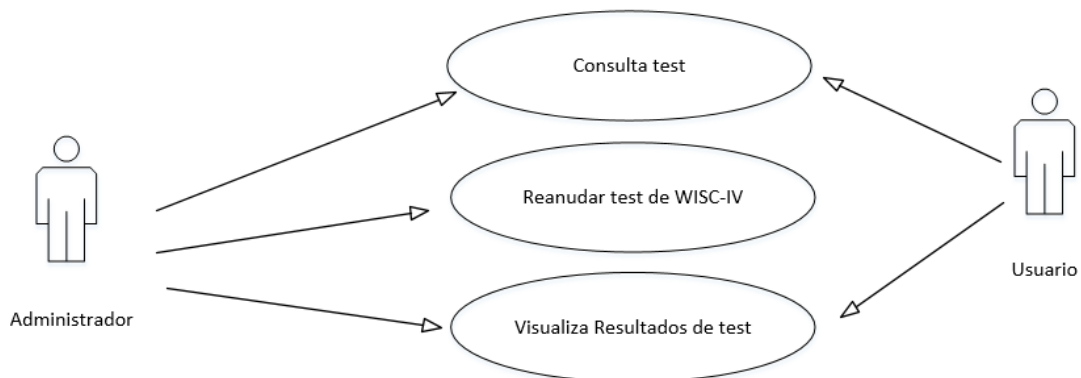 Consulta test
Reanudar test de WISC-IV
Usuario
Administrador
Visualiza Resultados de test